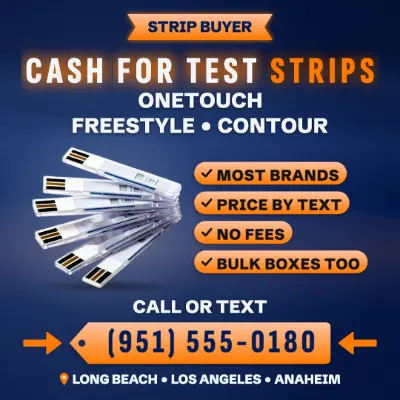 STRIP BUYER
CASH FOR TEST STRIPS
ONETOUCH
FREESTYLE • CONTOUR
MOST BRANDS
PRICE BY TEXT
NO FEES
BULK BOXES TOO
CALL OR TEXT
(951) 555-0180
LONG BEACH • LOS ANGELES • ANAHEIM